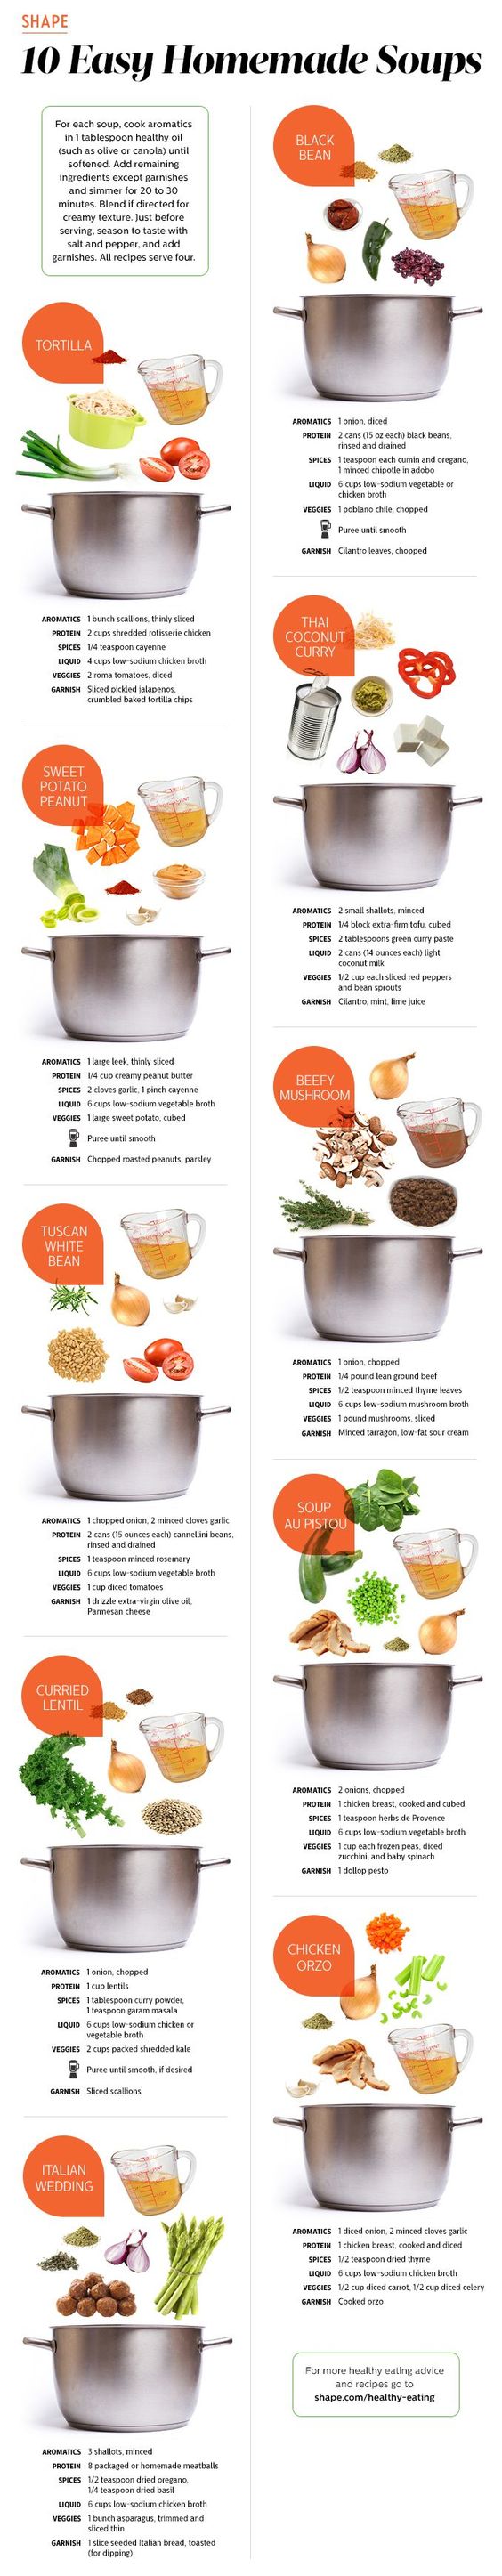 SHAPE
10 Easy Homemade Soups
For each soup, cook aromatics
in 1 tablespoon healthy oil
(such as olive or canola) until
softened. Add remaining
ingredients except garnishes
and simmer for 20 to 30
minutes. Blend if directed for
creamy texture. Just before
serving, season to taste with
salt and pepper, and add
garnishes. All recipes serve four.
TORTILLA
AROMATICS 1 bunch scallions, thinly sliced
PROTEIN 2 cups shredded rotisserie chicken
SPICES 1/4 teaspoon cayenne
LIQUID 4 cups low-sodium chicken broth
VEGGIES 2 roma tomatoes, diced
GARNISH Sliced pickled jalapenos,
crumbled baked tortilla chips
SWEET
POTATO
PEANUT
AROMATICS 1 large leek, thinly sliced
PROTEIN 1/4 cup creamy peanut butter
SPICES 2 cloves garlic, 1 pinch cayenne
LIQUID 6 cups low-sodium vegetable broth
VEGGIES 1 large sweet potato, cubed
Puree until smooth
GARNISH Chopped roasted peanuts, parsley
TUSCAN
WHITE
BEAN
AROMATICS 1 chopped onion, 2 minced cloves garlic
PROTEIN 2 cans (15 ounces each) cannellini beans,
rinsed and drained
SPICES 1 teaspoon minced rosemary
LIQUID 6 cups low-sodium vegetable broth
VEGGIES 1 cup diced tomatoes
GARNISH 1 drizzle extra-virgin olive oil,
Parmesan cheese
CURRIED
LENTIL
AROMATICS 1 onion, chopped
PROTEIN 1 cup lentils
SPICES 1 tablespoon curry powder,
1 teaspoon garam masala
LIQUID 6 cups low-sodium chicken or
vegetable broth
VEGGIES 2 cups packed shredded kale
Puree until smooth, if desired
GARNISH Sliced scallions
ITALIAN
WEDDING
AROMATICS 3 shallots, minced
PROTEIN 8 packaged or homemade meatballs
SPICES 1/2 teaspoon dried oregano,
1/4 teaspoon dried basil
LIQUID 6 cups low-sodium chicken broth
VEGGIES 1 bunch asparagus, trimmed and
sliced thin
GARNISH 1 slice seeded Italian bread, toasted
(for dipping)
BLACK
BEAN
AROMATICS 1 onion, diced
PROTEIN 2 cans (15 oz each) black beans,
rinsed and drained
SPICES 1 teaspoon each cumin and oregano,
1 minced chipotle in adobo
LIQUID 6 cups low-sodium vegetable or
chicken broth
VEGGIES 1 poblano chile, chopped
Puree until smooth
GARNISH Cilantro leaves, chopped
THAI
COCONUT
CURRY
AROMATICS 2 small shallots, minced
PROTEIN 1/4 block extra-firm tofu, cubed
SPICES 2 tablespoons green curry paste
LIQUID 2 cans (14 ounces each) light
coconut milk
VEGGIES 1/2 cup each sliced red peppers
and bean sprouts
GARNISH Cilantro, mint, lime juice
BEEFY
MUSHROOM
AROMATICS 1 onion, chopped
PROTEIN 1/4 pound lean ground beef
SPICES 1/2 teaspoon minced thyme leaves
LIQUID 6 cups low-sodium mushroom broth
VEGGIES 1 pound mushrooms, sliced
GARNISH Minced tarragon, low-fat sour cream
SOUP
AU PISTOU
AROMATICS 2 onions, chopped
PROTEIN 1 chicken breast, cooked and cubed
SPICES 1 teaspoon herbs de Provence
LIQUID 6 cups low-sodium vegetable broth
VEGGIES 1 cup each frozen peas, diced
zucchini, and baby spinach
GARNISH 1 dollop pesto
CHICKEN
ORZO
AROMATICS 1 diced onion, 2 minced cloves garlic
PROTEIN 1 chicken breast, cooked and diced
SPICES 1/2 teaspoon dried thyme
LIQUID 6 cups low-sodium chicken broth
VEGGIES 1/2 cup diced carrot, 1/2 cup diced celery
GARNISH Cooked orzo
For more healthy eating advice
and recipes go to
shape.com/healthy-eating